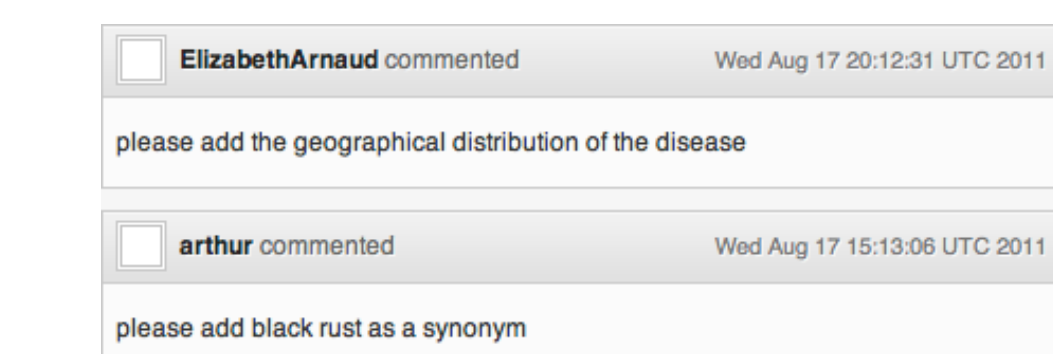 ElizabethArnaud commented Wed Aug 17 20:12:31 UTC 2011
please add the geographical distribution of the disease
arthur commented Wed Aug 17 15:13:06 UTC 2011
please add black rust as a synonym